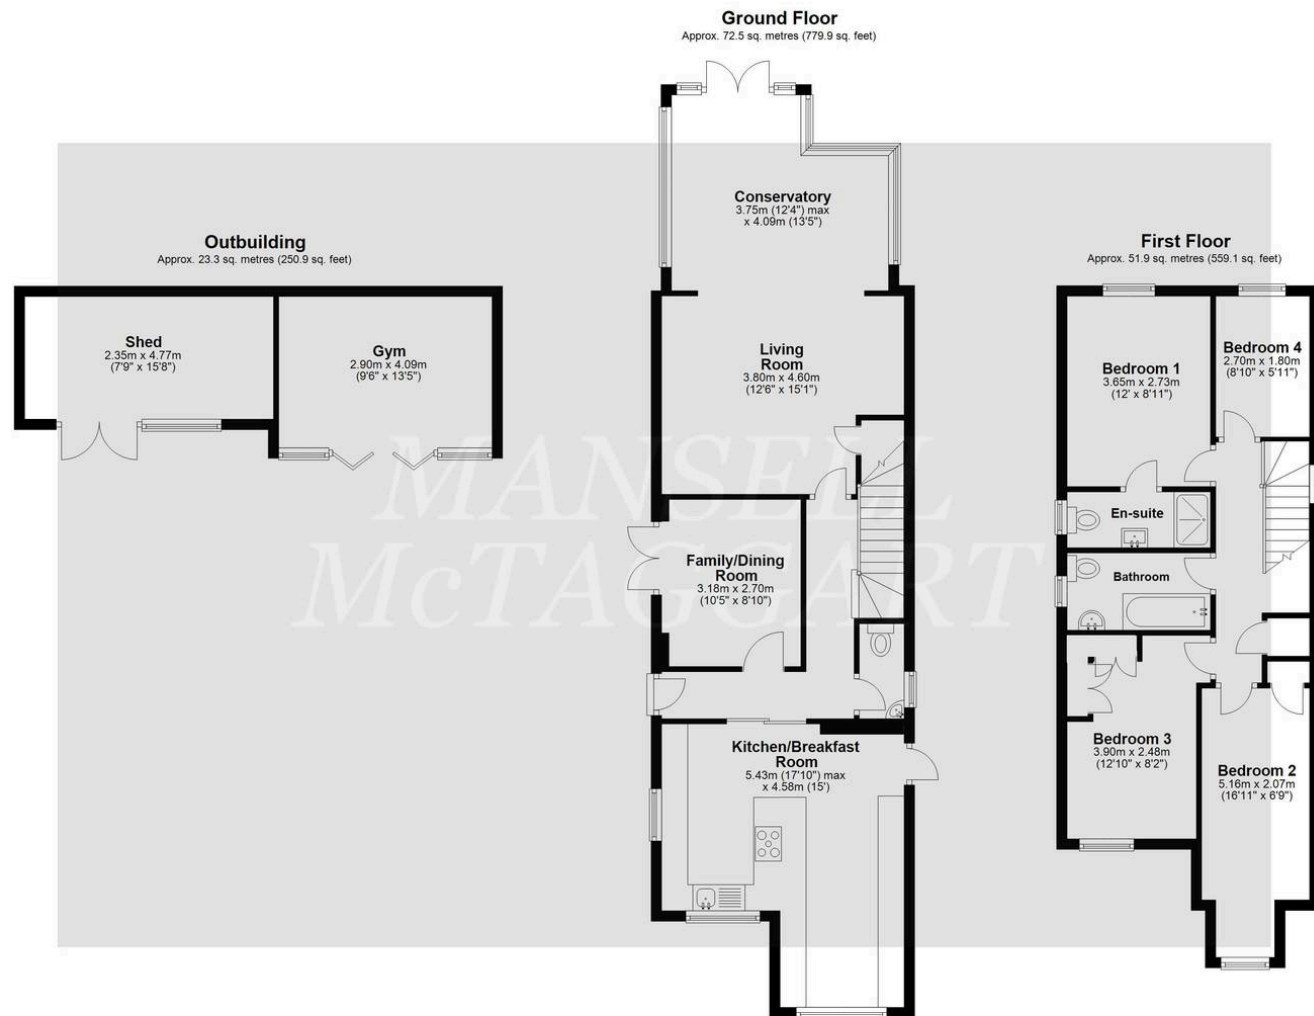 Ground Floor
Approx. 72.5 sq. metres (779.9 sq. feet)
Conservatory
3.75m (12'4") max
x 4.09m (13'5")
Outbuilding
Approx. 23.3 sq. metres (250.9 sq. feet)
First Floor
Approx. 51.9 sq. metres (559.1 sq. feet)
Shed
2.35m x 4.77m
(7'9" x 15'8")
Gym
2.90m x 4.09m
(9'6" x 13'5")
Living
Room
3.80m x 4.60m
(12'6" x 15'1")
Bedroom 1
3.65m x 2.73m
(12' x 8'11")
Bedroom 4
2.70m x 1.80m
(8'10" x 5'11")
MANSELL
McTAGGART
En-suite
Family/Dining
Room
3.18m x 2.70m
(10'5" x 8'10")
Bathroom
Kitchen/Breakfast
Room
5.43m (17'10") max
x 4.58m (15')
Bedroom 3
3.90m x 2.48m
(12'10" x 8'2")
Bedroom 2
5.16m x 2.07m
(16'11" x 6'9")